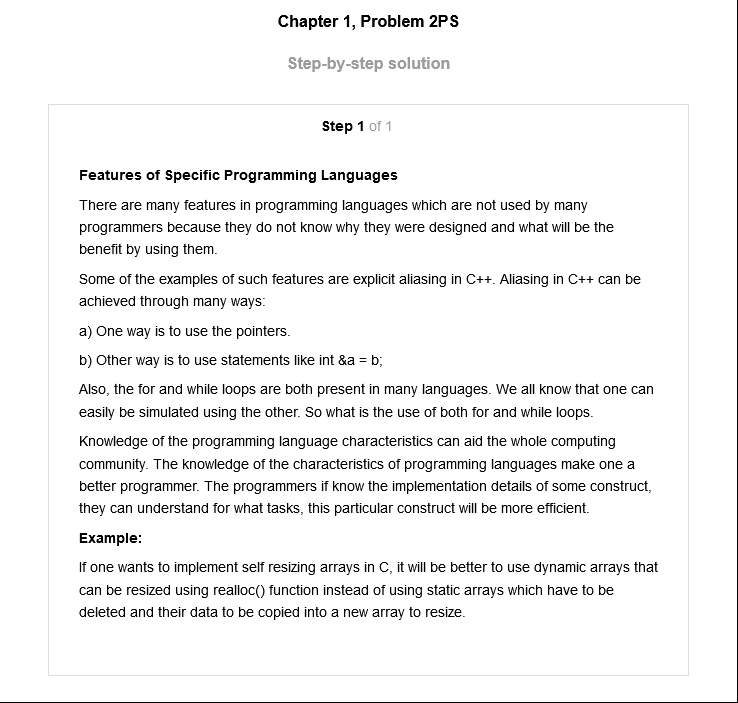 Chapter 1, Problem 2PS
Step-by-step solution
Step 1 of 1
Features of Specific Programming Languages
There are many features in programming languages which are not used by many
programmers because they do not know why they were designed and what will be the
benefit by using them.
Some of the examples of such features are explicit aliasing in C++. Aliasing in C++ can be
achieved through many ways:
a) One way is to use the pointers.
b) Other way is to use statements like int &a = b;
Also, the for and while loops are both present in many languages. We all know that one can
easily be simulated using the other. So what is the use of both for and while loops.
Knowledge of the programming language characteristics can aid the whole computing
community. The knowledge of the characteristics of programming languages make one a
better programmer. The programmers if know the implementation details of some construct,
they can understand for what tasks, this particular construct will be more efficient.
Example:
If one wants to implement self resizing arrays in C, it will be better to use dynamic arrays that
can be resized using realloc() function instead of using static arrays which have to be
deleted and their data to be copied into a new array to resize.